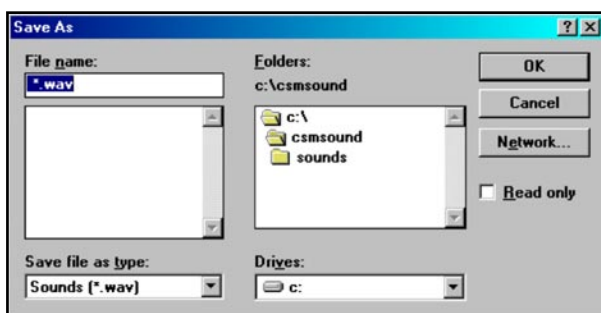 Save As
File name:
*.wav
Folders:
c:\csmsound
c:\
csmsound
sounds
OK
Cancel
Network...
Read only
Save file as type:
Sounds (*.wav)
Drives:
c: